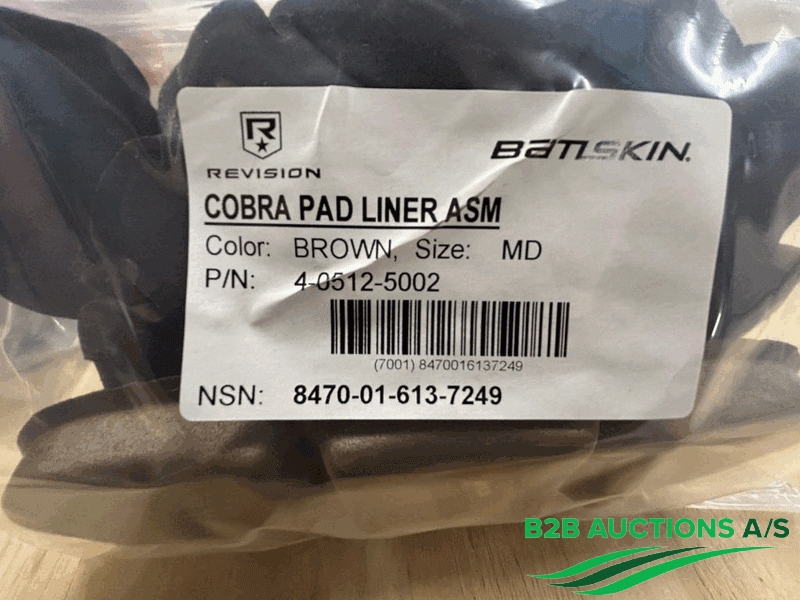 R
REVISION
BATLSKIN.
COBRA PAD LINER ASM
Color: BROWN, Size: MD
P/N: 4-0512-5002
(7001) 8470016137249
NSN: 8470-01-613-7249
B2B AUCTIONS A/S